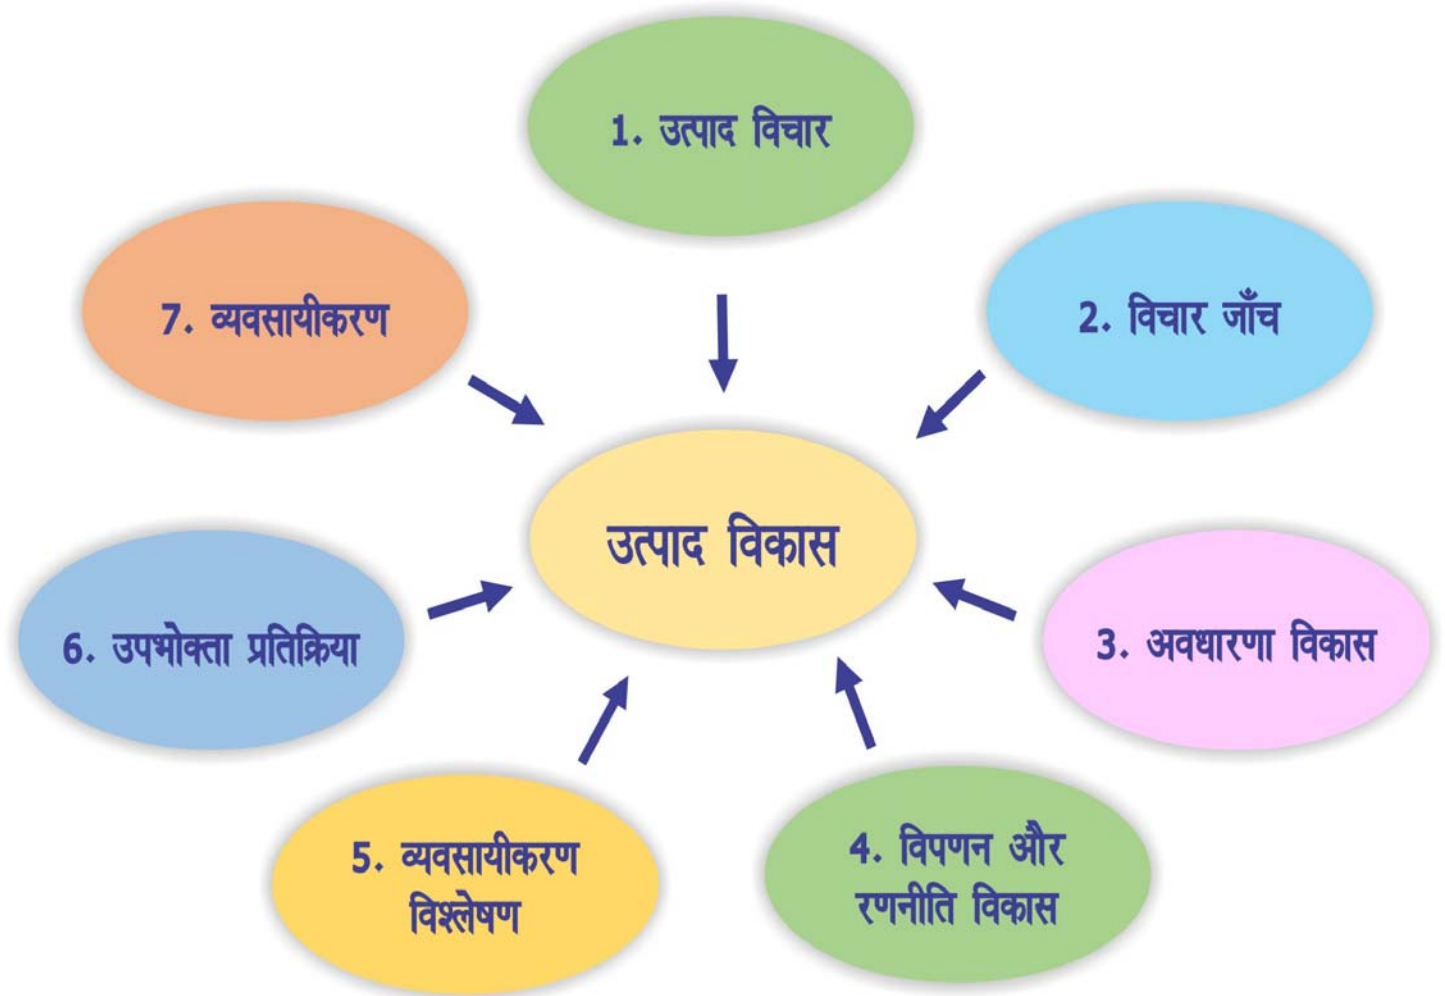 1. उत्पाद विचार
2. विचार जाँच
3. अवधारणा विकास
4. विपणन और
रणनीति विकास
5. व्यवसायीकरण
विश्लेषण
6. उपभोक्ता प्रतिक्रिया
7. व्यवसायीकरण
उत्पाद विकास